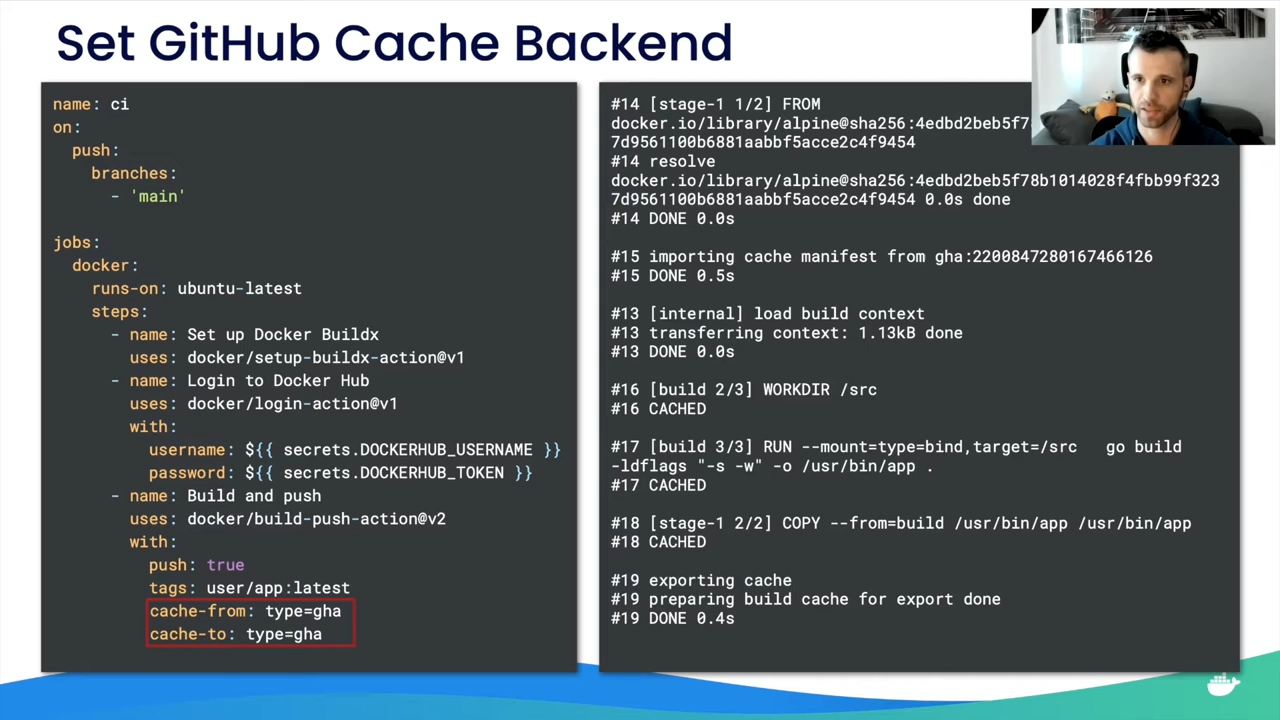 Set GitHub Cache Backend
name: ci
on:
push:
branches:
- 'main'
jobs:
docker:
runs-on: ubuntu-latest
steps:
- name: Set up Docker Buildx
uses: docker/setup-buildx-action@v1
- name: Login to Docker Hub
uses: docker/login-action@v1
with:
username: ${{ secrets.DOCKERHUB_USERNAME }}
password: ${{ secrets.DOCKERHUB_TOKEN }}
- name: Build and push
uses: docker/build-push-action@v2
with:
push: true
tags: user/app:latest
cache-from: type=gha
cache-to: type=gha
#14 [stage-1 1/2] FROM
docker.io/library/alpine@sha256:4edbd2beb5f7
7d9561100b6881aabbf5acce2c4f9454
#14 resolve
docker.io/library/alpine@sha256:4edbd2beb5f78b1014028f4fbb99f323
7d9561100b6881aabbf5acce2c4f9454 0.0s done
#14 DONE 0.0s
#15 importing cache manifest from gha:2200847280167466126
#15 DONE 0.5s
#13 [internal] load build context
#13 transferring context: 1.13kB done
#13 DONE 0.0s
#16 [build 2/3] WORKDIR /src
#16 CACHED
#17 [build 3/3] RUN --mount=type=bind,target=/src   go build
-ldflags "-s -w" -o /usr/bin/app .
#17 CACHED
#18 [stage-1 2/2] COPY --from=build /usr/bin/app /usr/bin/app
#18 CACHED
#19 exporting cache
#19 preparing build cache for export done
#19 DONE 0.4s